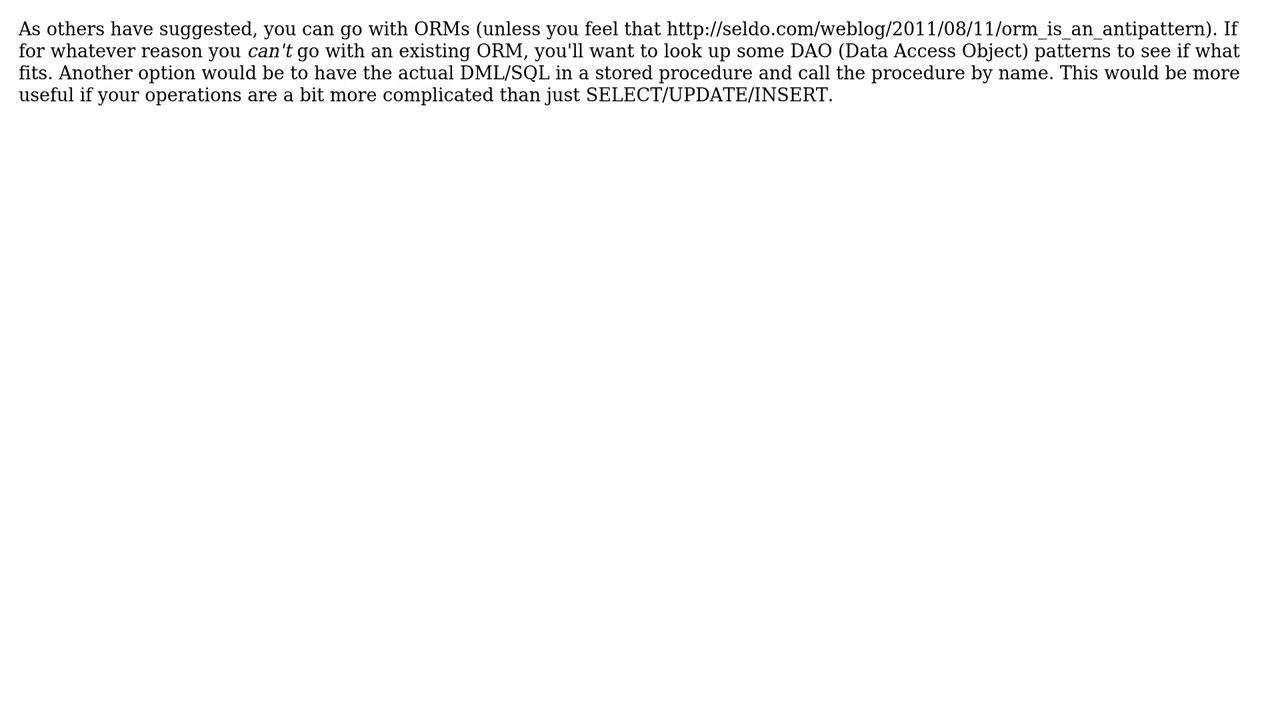 As others have suggested, you can go with ORMs (unless you feel that http://seldo.com/weblog/2011/08/11/orm_is_an_antipattern). If
for whatever reason you can't go with an existing ORM, you'll want to look up some DAO (Data Access Object) patterns to see if what
fits. Another option would be to have the actual DML/SQL in a stored procedure and call the procedure by name. This would be more
useful if your operations are a bit more complicated than just SELECT/UPDATE/INSERT.